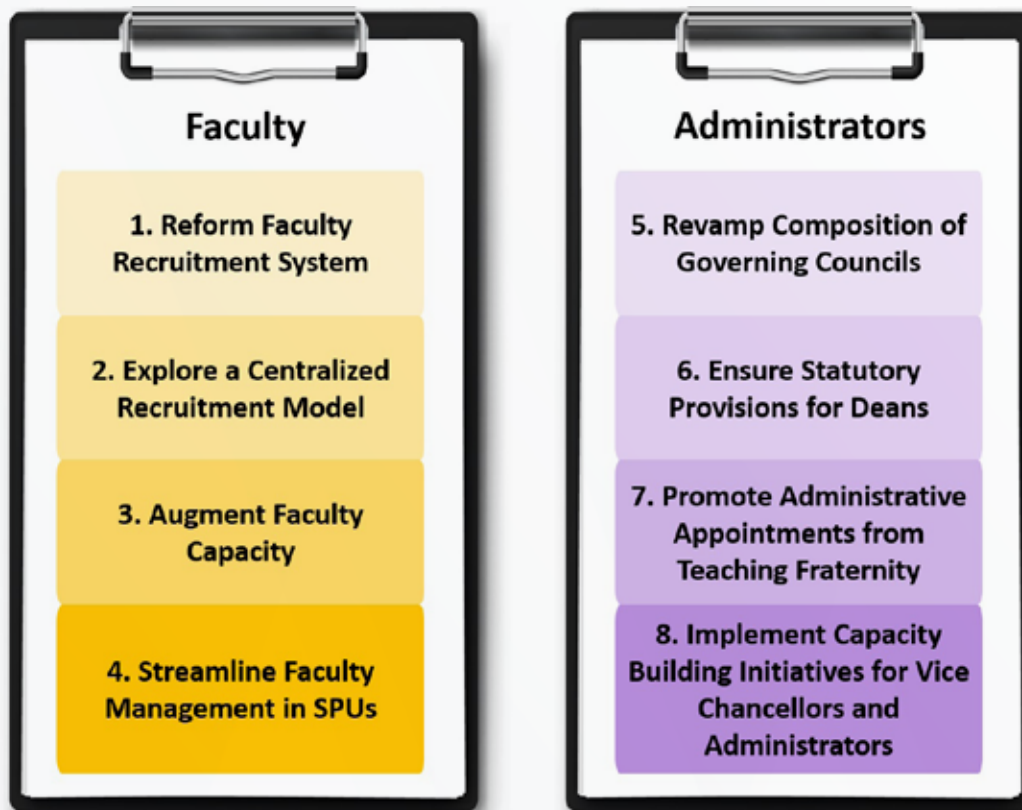 Faculty
1. Reform Faculty
Recruitment System
2. Explore a Centralized
Recruitment Model
3. Augment Faculty
Capacity
4. Streamline Faculty
Management in SPUs
Administrators
5. Revamp Composition of
Governing Councils
6. Ensure Statutory
Provisions for Deans
7. Promote Administrative
Appointments from
Teaching Fraternity
8. Implement Capacity
Building Initiatives for Vice
Chancellors and
Administrators